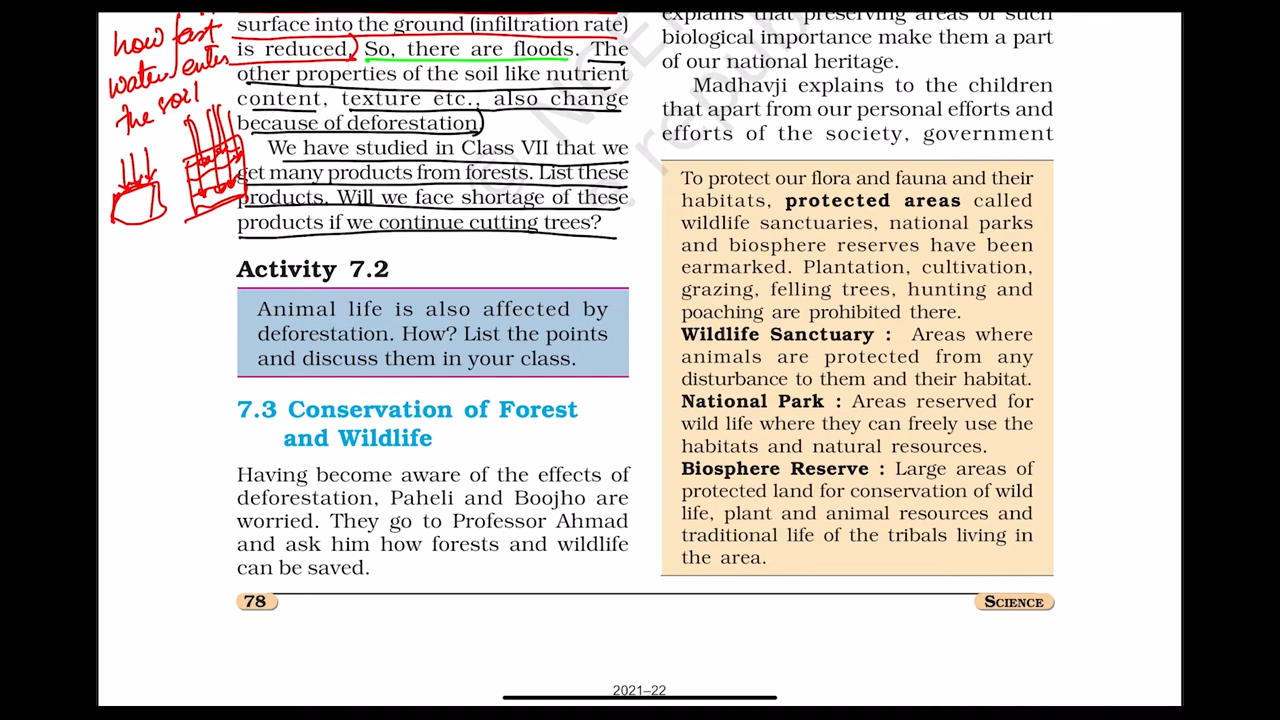 how fast
water enters
the soil
surface into the ground (infiltration rate)
is reduced. So, there are floods. The
other properties of the soil like nutrient
content, texture etc., also change
because of deforestation.
We have studied in Class VII that we
get many products from forests. List these
products. Will we face shortage of these
products if we continue cutting trees?
Activity 7.2
Animal life is also affected by
deforestation. How? List the points
and discuss them in your class.
7.3 Conservation of Forest
and Wildlife
Having become aware of the effects of
deforestation, Paheli and Boojho are
worried. They go to Professor Ahmad
and ask him how forests and wildlife
can be saved.
explains that preserving areas of such
biological importance make them a part
of our national heritage.
Madhavji explains to the children
that apart from our personal efforts and
efforts of the society, government
To protect our flora and fauna and their
habitats, protected areas called
wildlife sanctuaries, national parks
and biosphere reserves have been
earmarked. Plantation, cultivation,
grazing, felling trees, hunting and
poaching are prohibited there.
Wildlife Sanctuary : Areas where
animals are protected from any
disturbance to them and their habitat.
National Park : Areas reserved for
wild life where they can freely use the
habitats and natural resources.
Biosphere Reserve : Large areas of
protected land for conservation of wild
life, plant and animal resources and
traditional life of the tribals living in
the area.
78
SCIENCE
2021–22